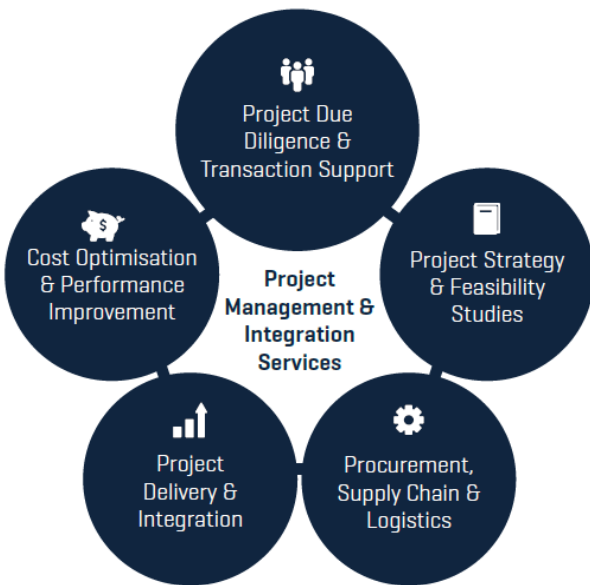 Project Due
Diligence &
Transaction Support
Project Strategy
& Feasibility
Studies
Procurement,
Supply Chain &
Logistics
Project
Delivery &
Integration
$
Cost Optimisation
& Performance
Improvement
Project
Management &
Integration
Services